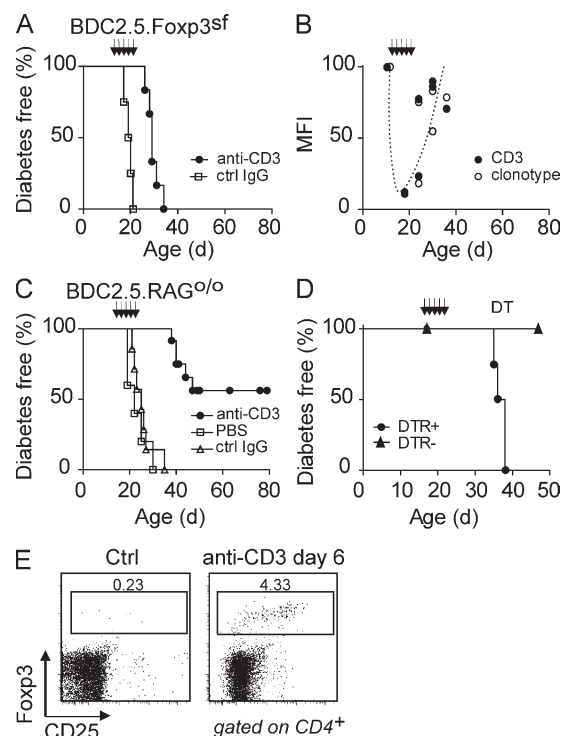 A
BDC2.5.Foxp3sf
Diabetes free (%)
100
50
0
anti-CD3
ctrl IgG
0 20 40 60 80
Age (d)
B
MFI
100
50
0
CD3
clonotype
0 20 40 60 80
Age (d)
C
BDC2.5.RAGo/o
Diabetes free (%)
100
50
0
anti-CD3
PBS
ctrl IgG
0 20 40 60 80
Age (d)
D
DT
Diabetes free (%)
100
50
0
DTR+
DTR-
0 10 20 30 40 50
Age (d)
E
Ctrl
anti-CD3 day 6
0.23
4.33
Foxp3
CD25
gated on CD4+